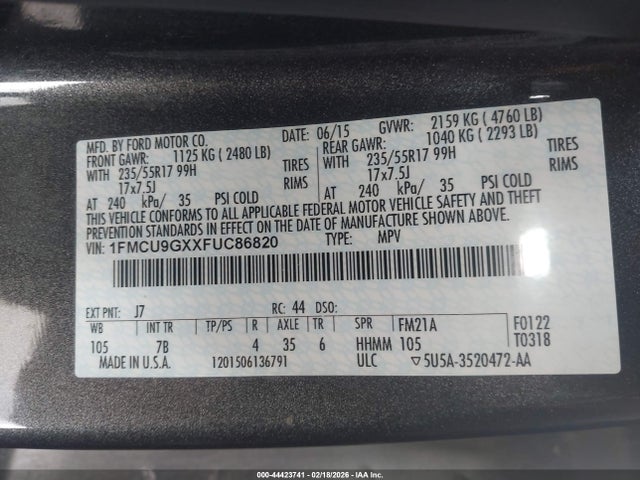 MFD. BY FORD MOTOR CO. DATE: 06/15 GVWR: 2159 KG ( 4760 LB)
FRONT GAWR: 1125 KG ( 2480 LB) REAR GAWR: 1040 KG ( 2293 LB)
WITH 235/55R17 99H TIRES WITH 235/55R17 99H TIRES
17x7.5J RIMS 17x7.5J RIMS
AT 240 kPa/ 35 PSI COLD AT 240 kPa/ 35 PSI COLD
THIS VEHICLE CONFORMS TO ALL APPLICABLE FEDERAL MOTOR VEHICLE SAFETY AND THEFT
PREVENTION STANDARDS IN EFFECT ON THE DATE OF MANUFACTURE SHOWN ABOVE.
VIN: 1FMCU9GXXFUC86820 TYPE: MPV
EXT PNT: J7 RC: 44 DSO:
WB INT TR TP/PS R AXLE TR SPR FM21A F0122
105 7B 4 35 6 HHMM 105 T0318
MADE IN U.S.A. 1201506136791 ULC ▽5U5A-3520472-AA
000-44423741 | 02/18/2026 - IAA Inc.